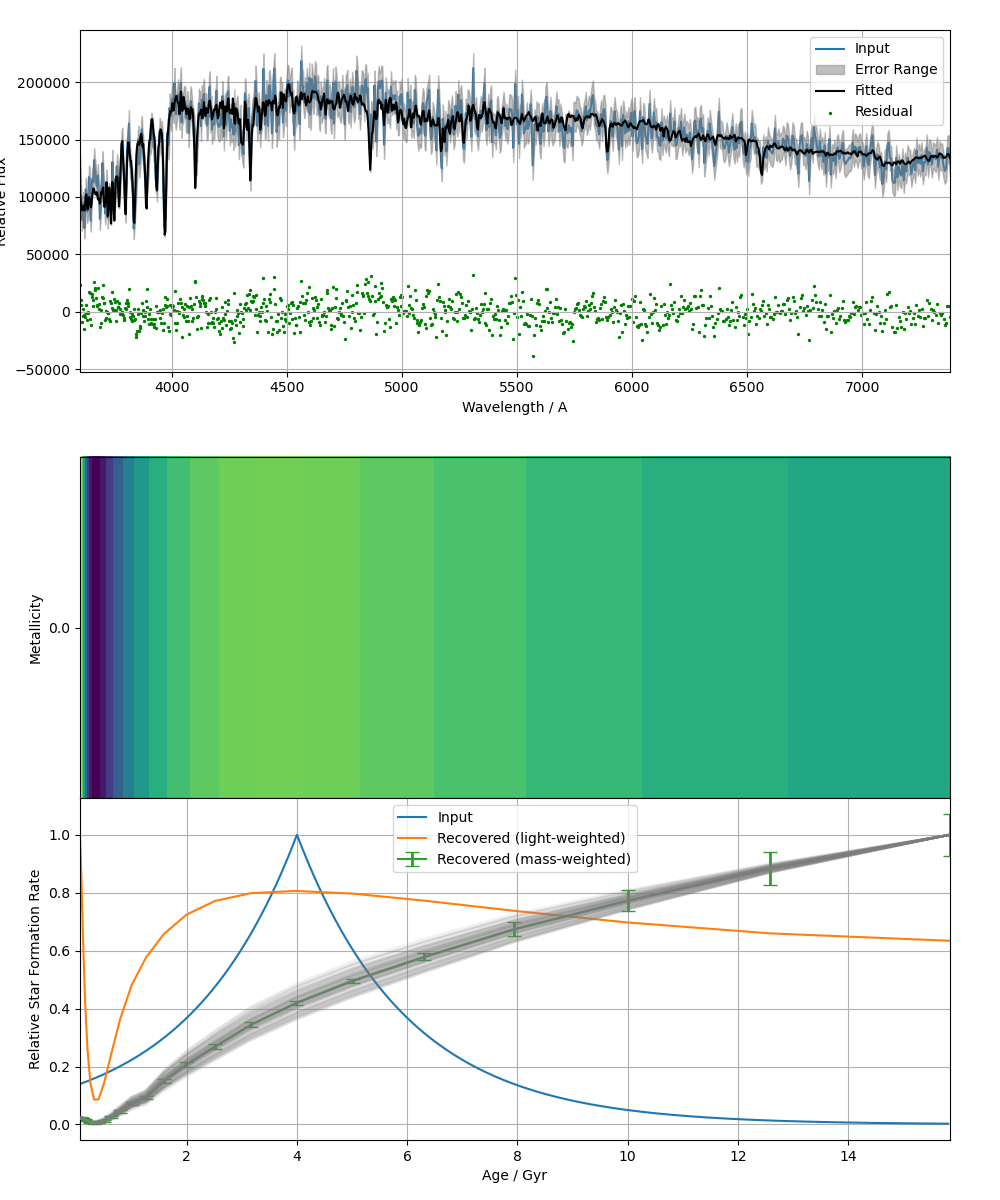 Input
Error Range
Fitted
Residual
200000
150000
100000
50000
0
−50000
4000
4500
5000
5500
6000
6500
7000
Wavelength / A
Metallicity
0.0
Input
Recovered (light-weighted)
Recovered (mass-weighted)
Relative Star Formation Rate
1.0
0.8
0.6
0.4
0.2
0.0
2
4
6
8
10
12
14
Age / Gyr